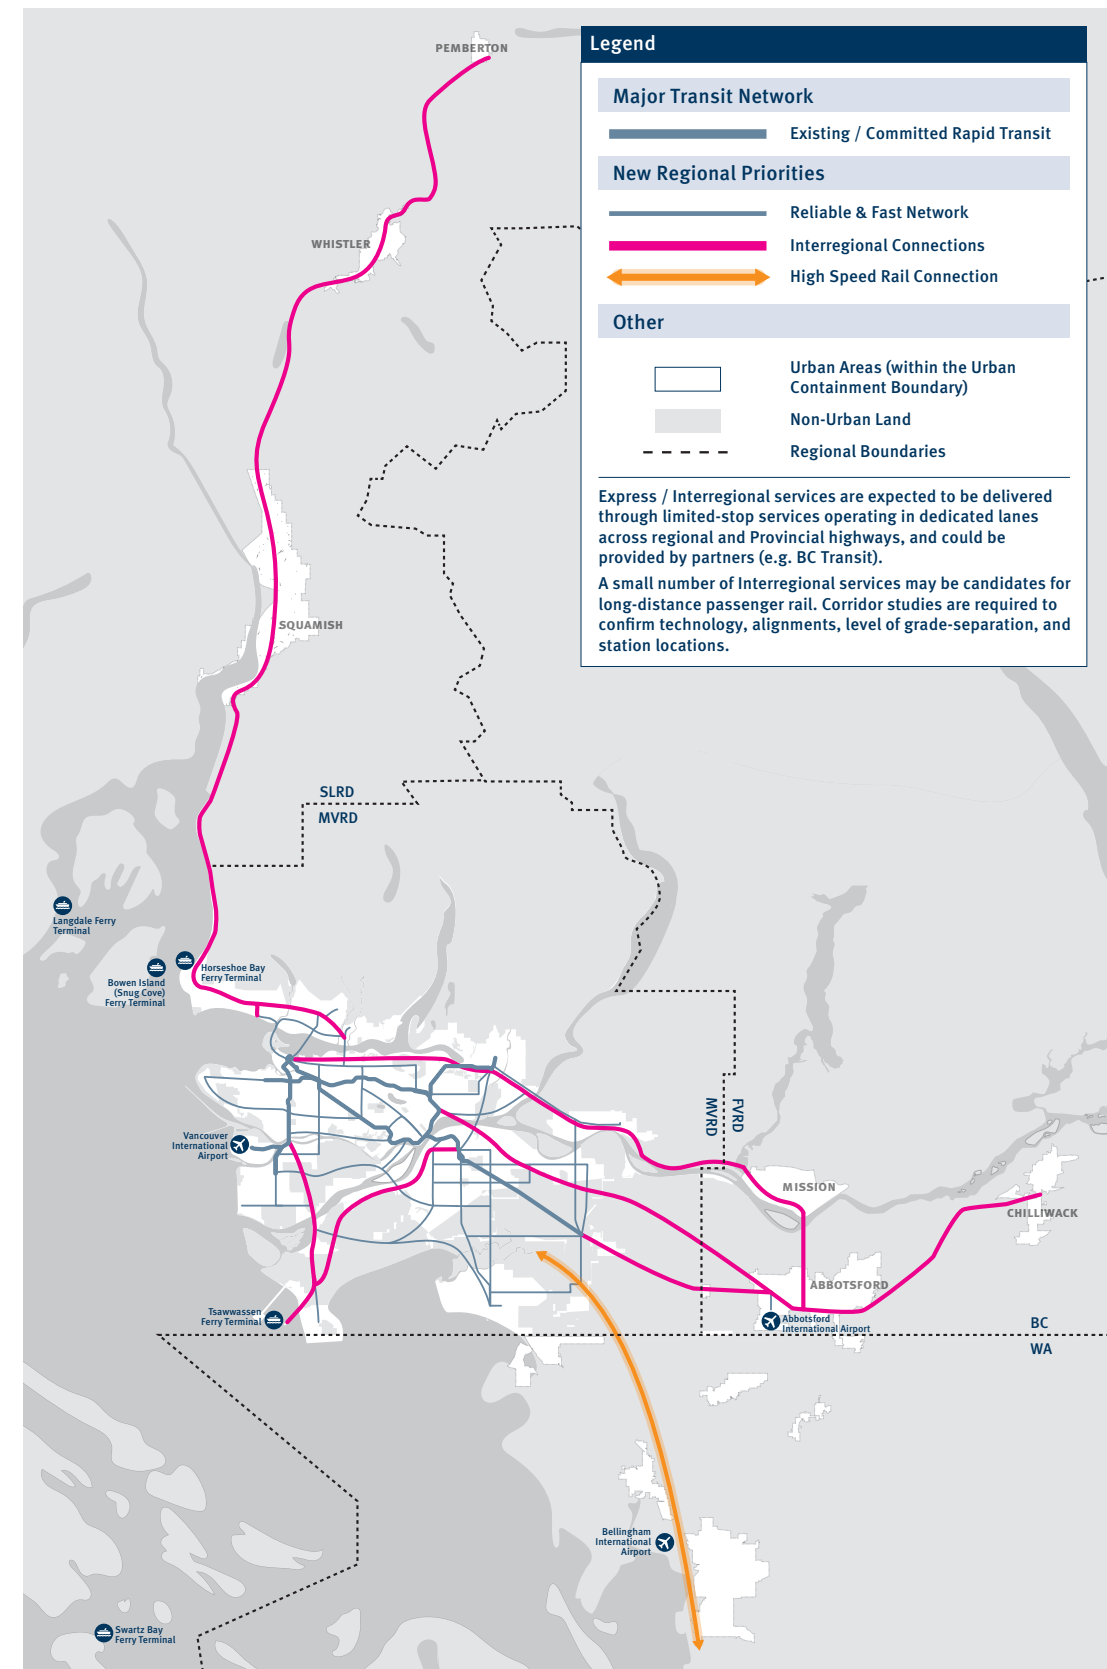 PEMBERTON
Legend
Major Transit Network
Existing / Committed Rapid Transit
New Regional Priorities
Reliable & Fast Network
Interregional Connections
High Speed Rail Connection
Other
Urban Areas (within the Urban
Containment Boundary)
Non-Urban Land
Regional Boundaries
Express / Interregional services are expected to be delivered
through limited-stop services operating in dedicated lanes
across regional and Provincial highways, and could be
provided by partners (e.g. BC Transit).
A small number of Interregional services may be candidates for
long-distance passenger rail. Corridor studies are required to
confirm technology, alignments, level of grade-separation, and
station locations.
WHISTLER
SQUAMISH
SLRD
MVRD
Langdale Ferry
Terminal
Bowen Island
(Snug Cove)
Ferry Terminal
Horseshoe Bay
Ferry Terminal
MVRD
FVRD
Vancouver
International
Airport
MISSION
CHILLIWACK
ABBOTSFORD
Tsawwassen
Ferry Terminal
Abbotsford
International Airport
BC
WA
Bellingham
International
Airport
Swartz Bay
Ferry Terminal